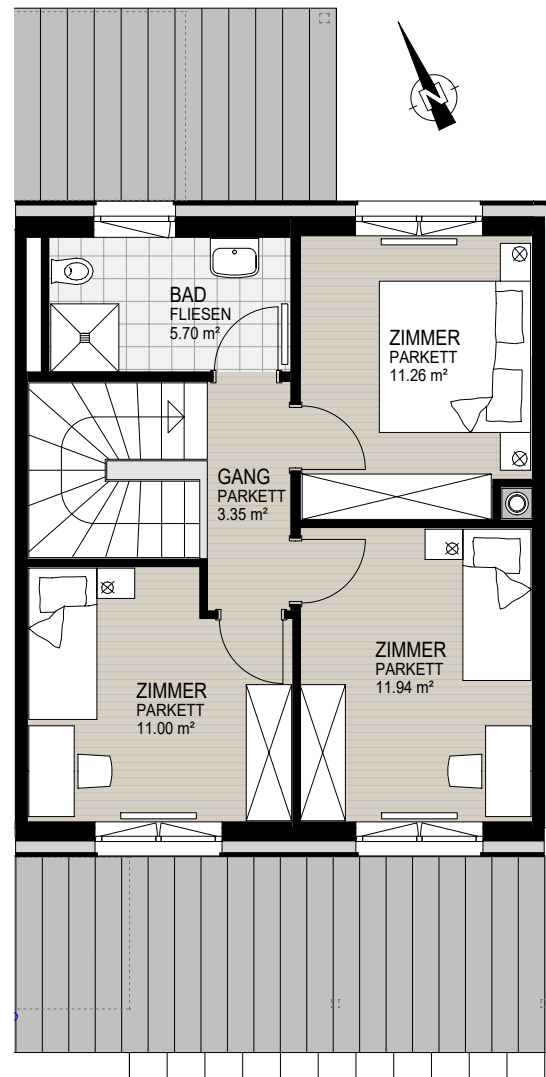 N
BAD
FLIESEN
5.70 m²
ZIMMER
PARKETT
11.26 m²
GANG
PARKETT
3.35 m²
ZIMMER
PARKETT
11.94 m²
ZIMMER
PARKETT
11.00 m²